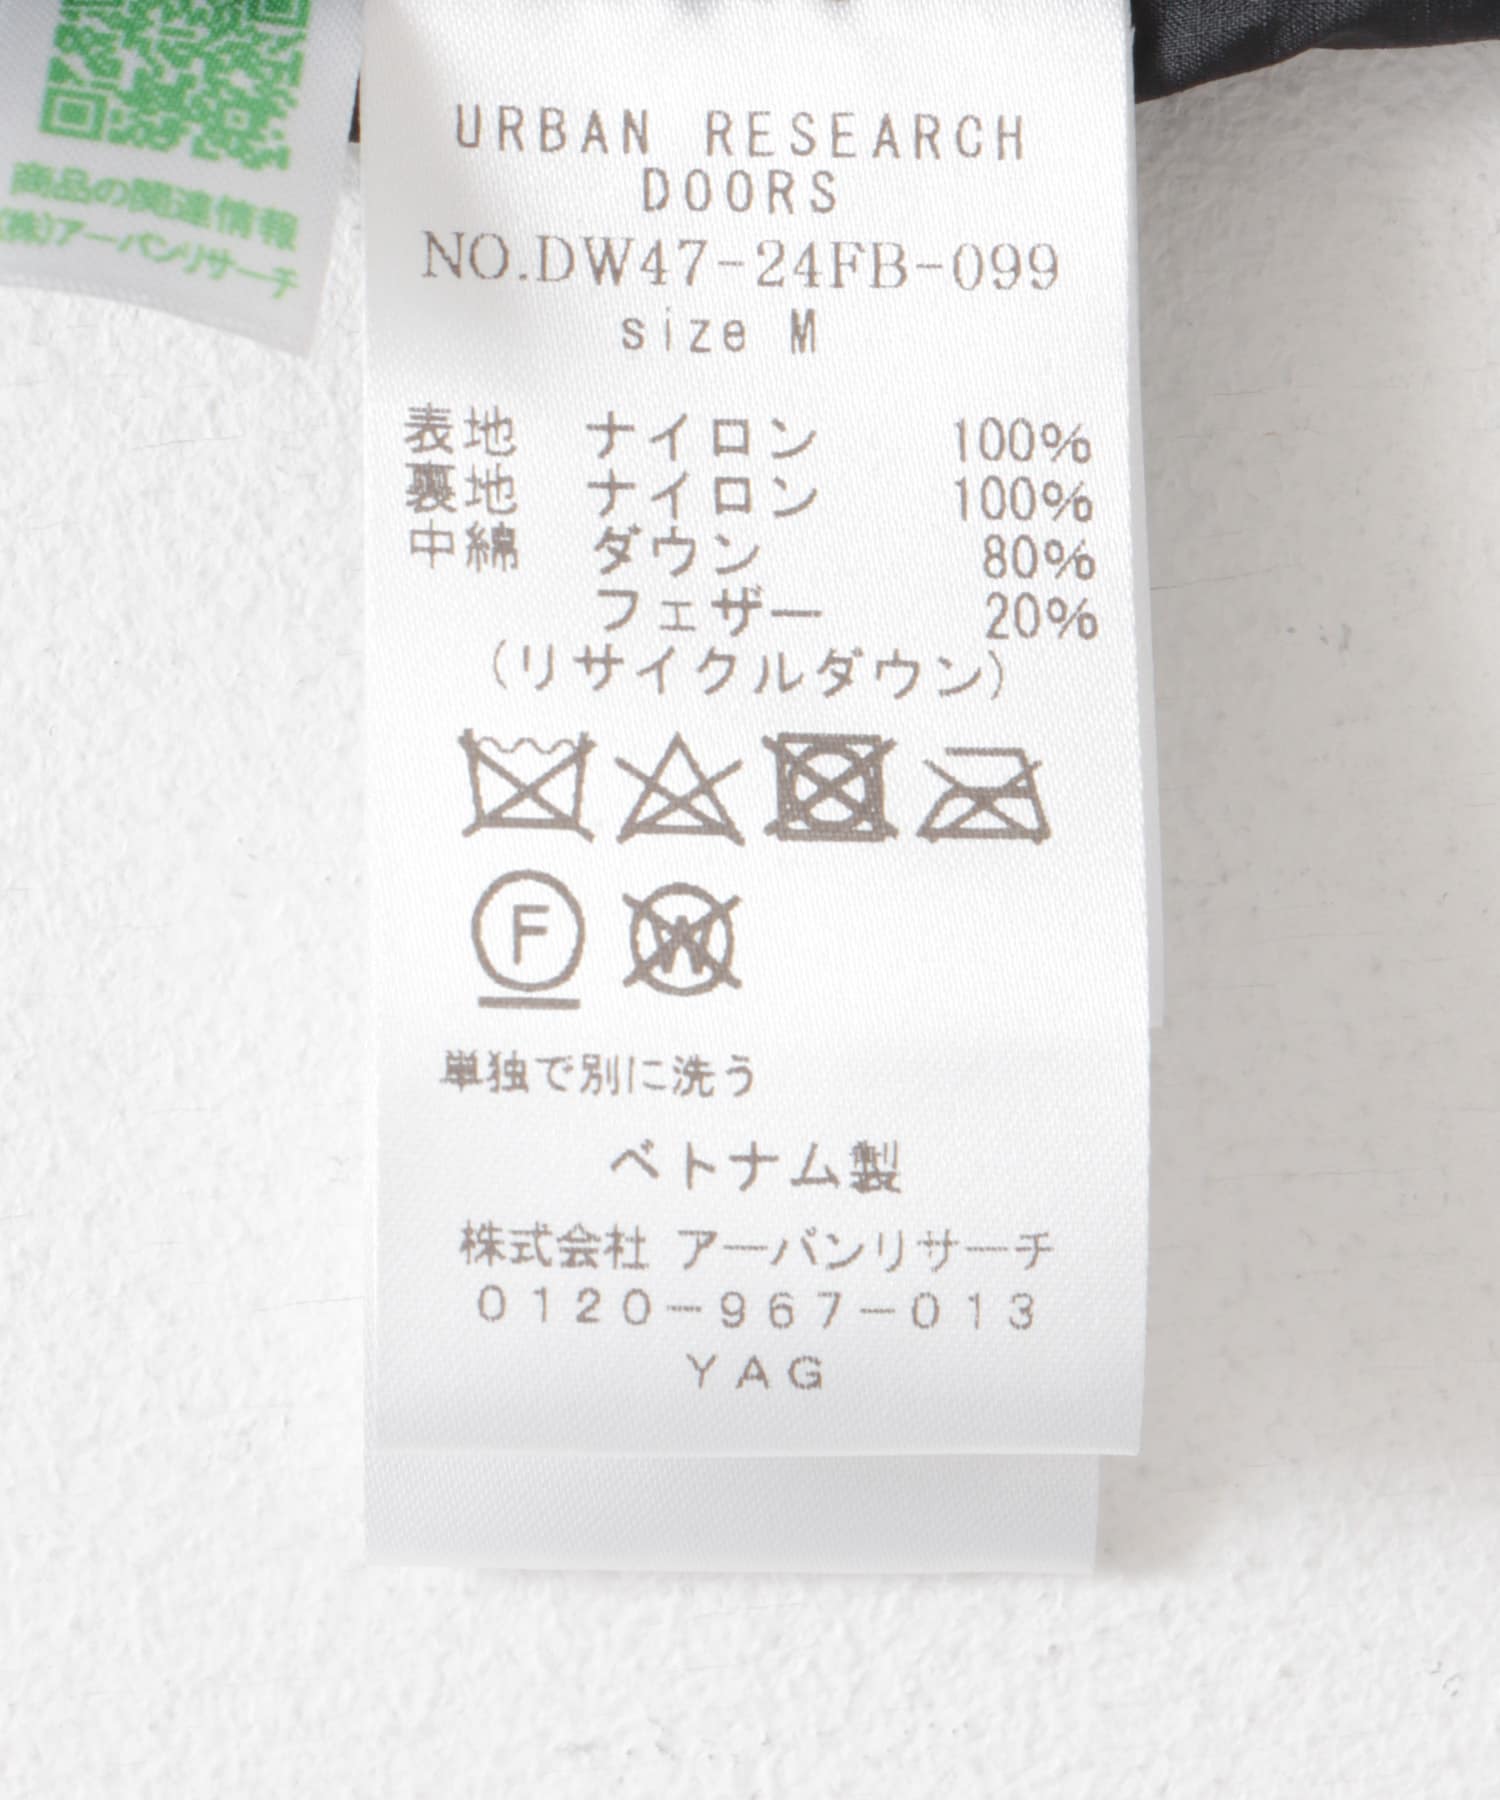 商品の関連情報
(株)アーバンリサーチ
URBAN RESEARCH
DOORS
NO.DW47-24FB-099
size M
表地 ナイロン 100%
裏地 ナイロン 100%
中綿 ダウン 80%
フェザー 20%
(リサイクルダウン)
F
W
単独で別に洗う
ベトナム製
株式会社 アーバンリサーチ
0120-967-013
YAG